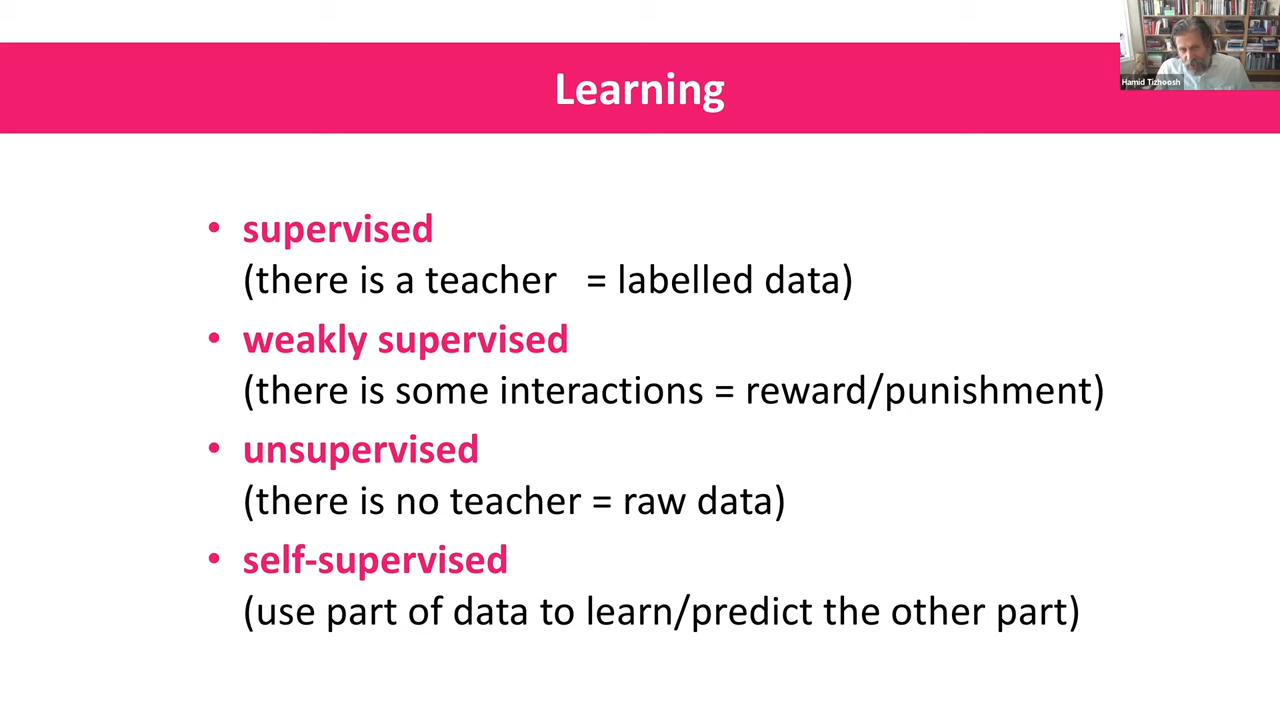 Hamid Tizhoosh
Learning
• supervised
(there is a teacher = labelled data)
• weakly supervised
(there is some interactions = reward/punishment)
• unsupervised
(there is no teacher = raw data)
• self-supervised
(use part of data to learn/predict the other part)